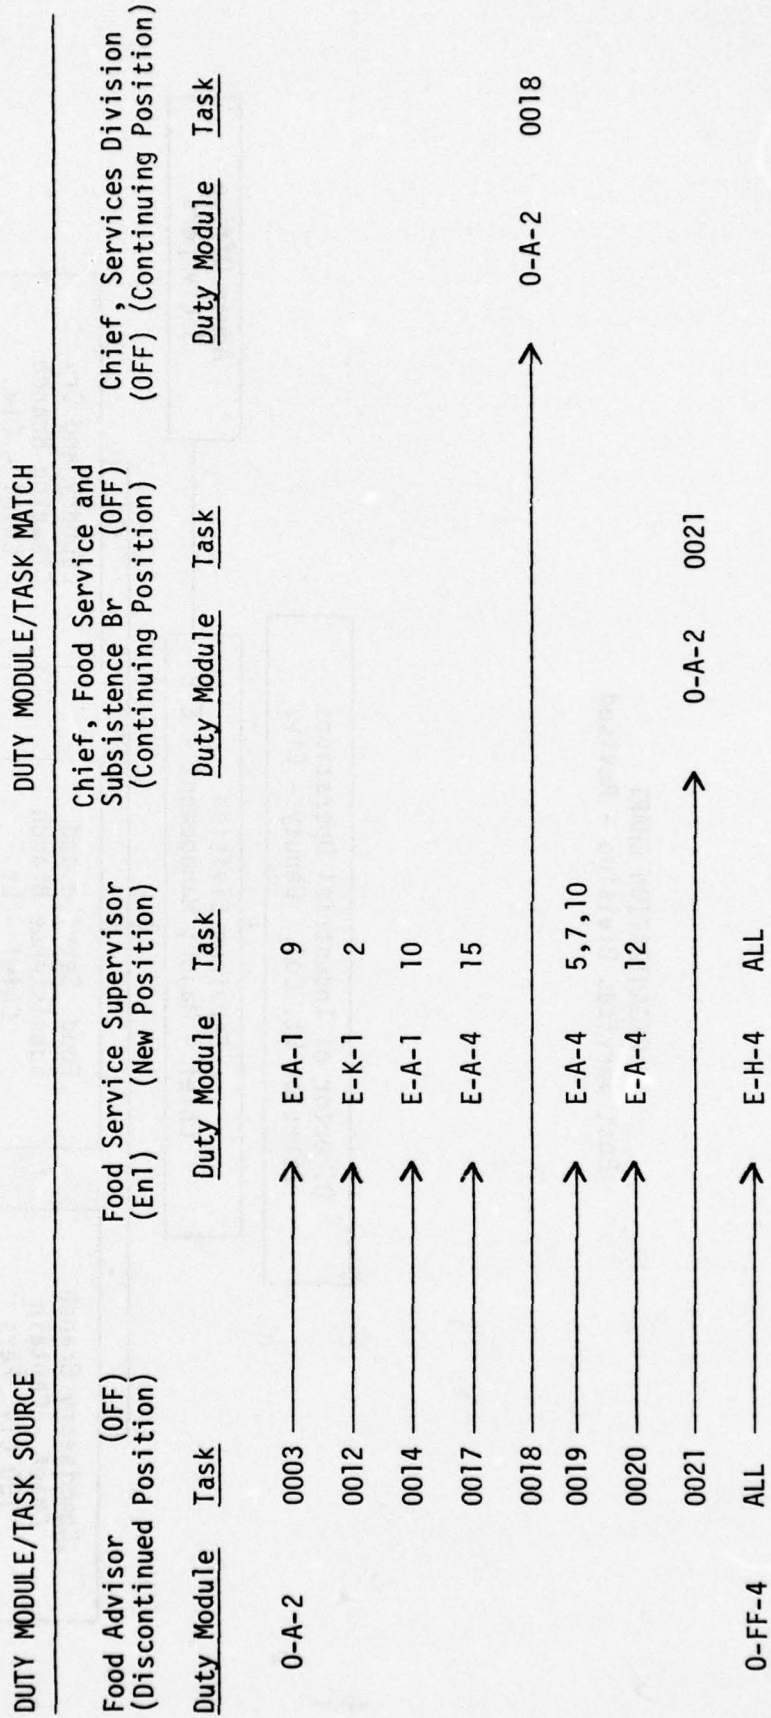 DUTY MODULE/TASK SOURCE DUTY MODULE/TASK MATCH
Food Advisor (OFF) Food Service Supervisor Chief, Food Service and Chief, Services Division
(Discontinued Position) (Enl) (New Position) Subsistence Br (OFF) (OFF) (Continuing Position)
(Continuing Position)
Duty Module Task Duty Module Task Duty Module Task Duty Module Task
O-A-2 0003 E-A-1 9
0012 E-K-1 2
0014 E-A-1 10
0017 E-A-4 15
0018 O-A-2 0018
0019 E-A-4 5,7,10
0020 E-A-4 12
0021 O-A-2 0021
O-FF-4 ALL E-H-4 ALL